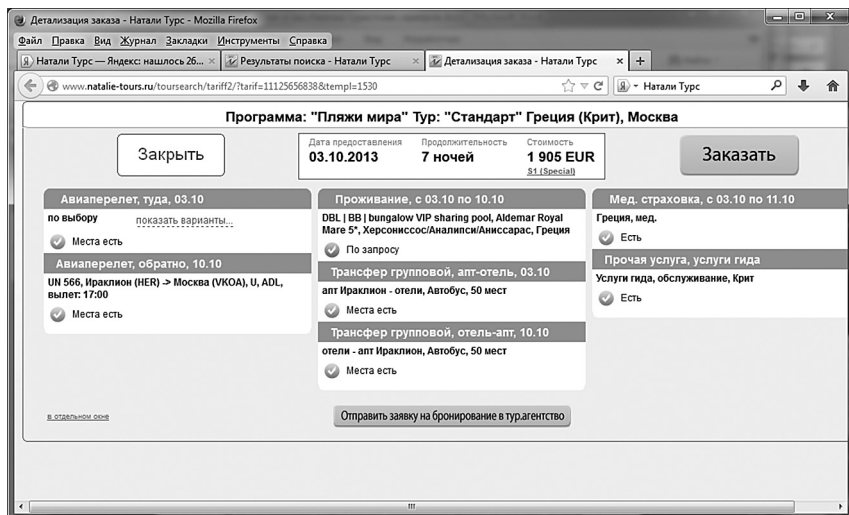 Детализация заказа - Натали Турс - Mozilla Firefox
Файл Правка Вид Журнал Закладки Инструменты Справка
Натали Турс — Яндекс: нашлось 26... × Результаты поиска - Натали Турс × Детализация заказа - Натали Турс × +
www.natalie-tours.ru/toursearch/tariff2/?tarif=11125656838&templ=1530 Натали Турс
Программа: "Пляжи мира" Тур: "Стандарт" Греция (Крит), Москва
Закрыть
Дата предоставления Продолжительность Стоимость
03.10.2013 7 ночей 1 905 EUR
S1 (Special)
Заказать
Авиаперелет, туда, 03.10
по выбору показать варианты...
Места есть
Авиаперелет, обратно, 10.10
UN 566, Ираклион (HER) -> Москва (VKOA), U, ADL,
вылет: 17:00
Места есть
Проживание, с 03.10 по 10.10
DBL | BB | bungalow VIP sharing pool, Aldemar Royal
Mare 5*, Херсониссос/Аналипси/Аниссарас, Греция
По запросу
Трансфер групповой, апт-отель, 03.10
апт Ираклион - отели, Автобус, 50 мест
Места есть
Трансфер групповой, отель-апт, 10.10
отели - апт Ираклион, Автобус, 50 мест
Места есть
Мед. страховка, с 03.10 по 11.10
Греция, мед.
Есть
Прочая услуга, услуги гида
Услуги гида, обслуживание, Крит
Есть
в отдельном окне
Отправить заявку на бронирование в тур.агентство